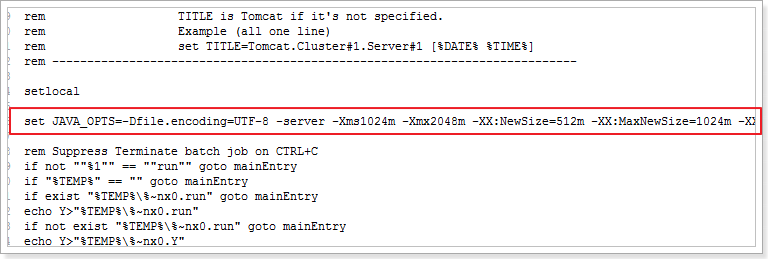 rem TITLE is Tomcat if it's not specified.
rem Example (all one line)
rem set TITLE=Tomcat.Cluster#1.Server#1 [%DATE% %TIME%]
rem ---------------------------------------------------------------------------
setlocal
set JAVA_OPTS=-Dfile.encoding=UTF-8 -server -Xms1024m -Xmx2048m -XX:NewSize=512m -XX:MaxNewSize=1024m -XX
rem Suppress Terminate batch job on CTRL+C
if not ""%1"" == ""run"" goto mainEntry
if "%TEMP%" == "" goto mainEntry
if exist "%TEMP%\%~nx0.run" goto mainEntry
echo Y>"%TEMP%\%~nx0.run"
if not exist "%TEMP%\%~nx0.run" goto mainEntry
echo Y>"%TEMP%\%~nx0.Y"